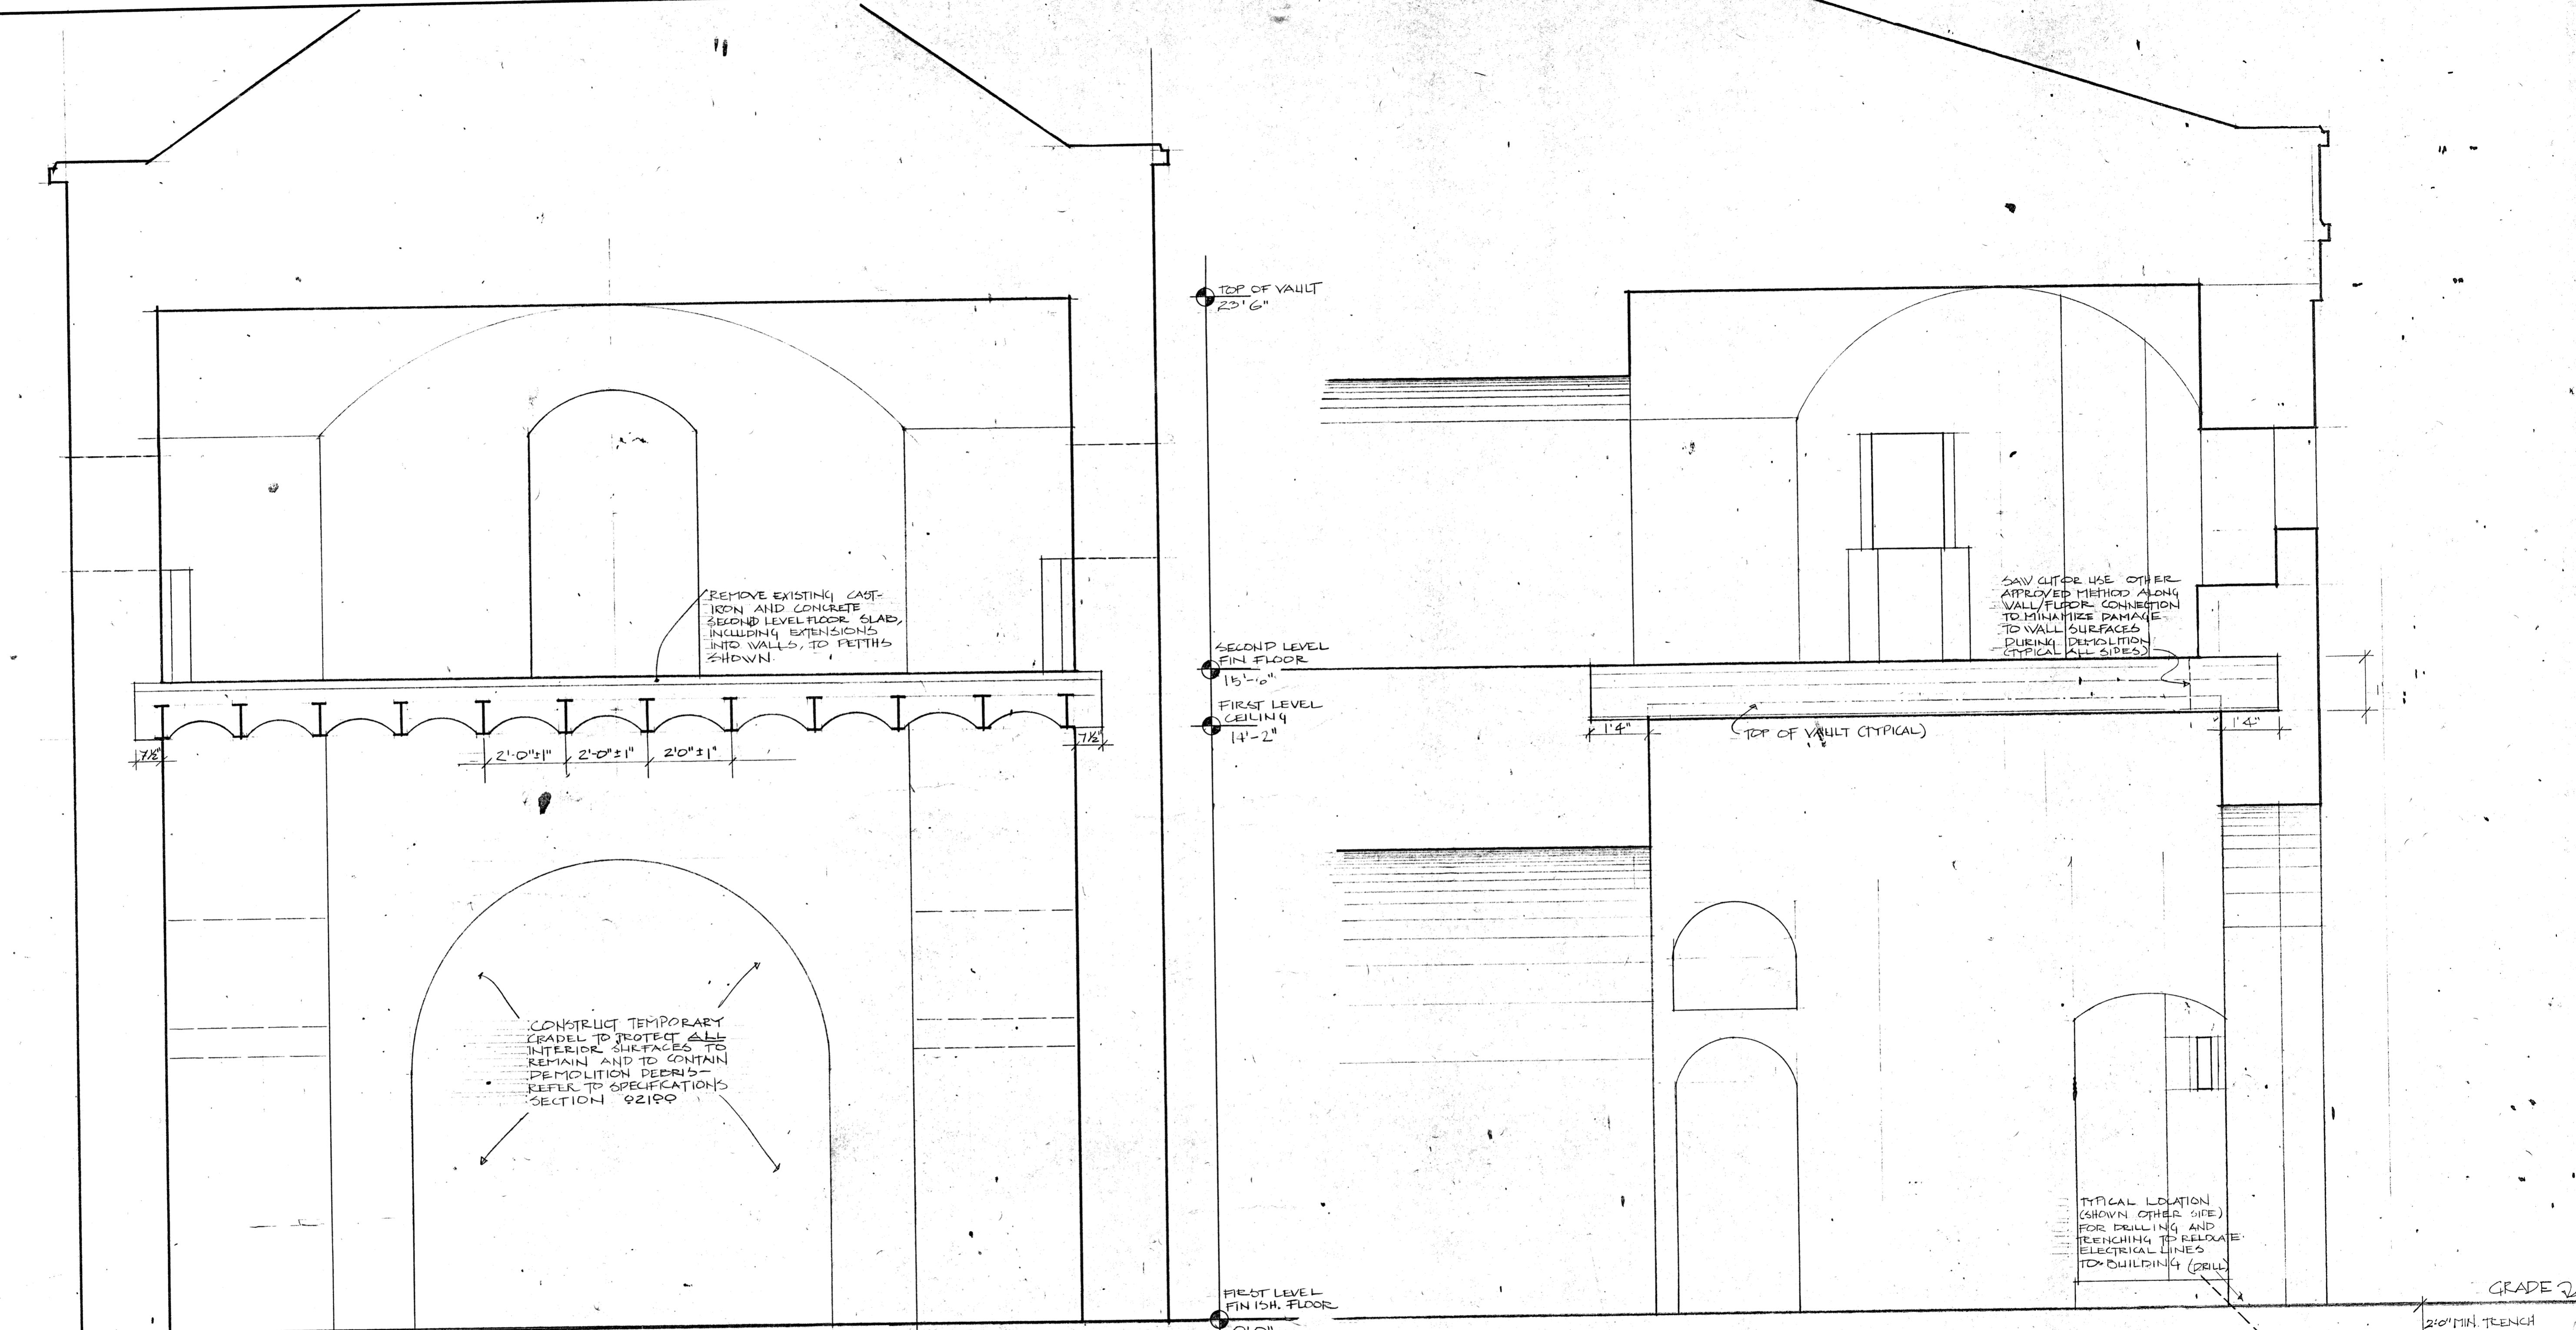 REMOVE EXISTING CAST-
IRON AND CONCRETE
SECOND LEVEL FLOOR SLAB,
INCLUDING EXTENSIONS
INTO WALLS, TO PETTHS
SHOWN.
7½"
2'-0"±1"
2'-0"±1"
2'0"±1"
7½"
CONSTRUCT TEMPORARY
CRADEL TO PROTECT ALL
INTERIOR SURFACES TO
REMAIN AND TO CONTAIN
DEMOLITION DEBRIS—
REFER TO SPECIFICATIONS
SECTION 02100
TOP OF VAULT
23'6"
SECOND LEVEL
FIN FLOOR
15'-6"
FIRST LEVEL
CEILING
14'-2"
FIRST LEVEL
FINISH. FLOOR
0'0"
SAW CUT OR USE OTHER
APPROVED METHOD ALONG
WALL/FLOOR CONNECTION
TO MINAMIZE DAMAGE
TO WALL SURFACES
DURING DEMOLITION
(TYPICAL ALL SIDES)
1'4"
TOP OF VAULT (TYPICAL)
1'4"
TYPICAL LOCATION
(SHOWN OTHER SIDE)
FOR DRILLING AND
TRENCHING TO RELOCATE
ELECTRICAL LINES
TO BUILDING (DRILL)
GRADE
2'0" MIN. TRENCH